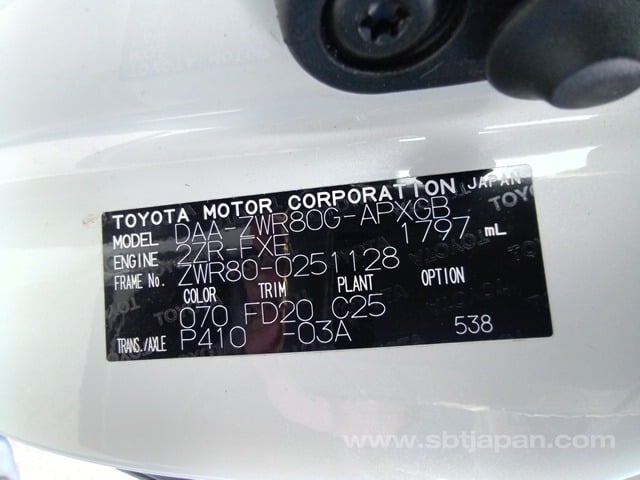 TOYOTA MOTOR CORPORATION JAPAN
MODEL DAA-ZWR80G-APXGB
ENGINE 2ZR-FXE 1797 mL
FRAME No. ZWR80-0251128
COLOR TRIM PLANT OPTION
070 FD20 C25
TRANS./AXLE P410 -03A 538
www.sbtjapan.com